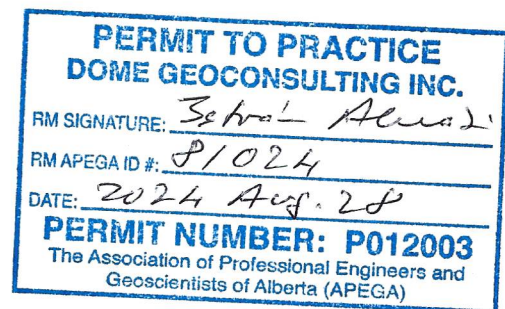 PERMIT TO PRACTICE
DOME GEOCONSULTING INC.
RM SIGNATURE:
RM APEGA ID #: 81024
DATE: 2024 Aug. 28
PERMIT NUMBER: P012003
The Association of Professional Engineers and
Geoscientists of Alberta (APEGA)